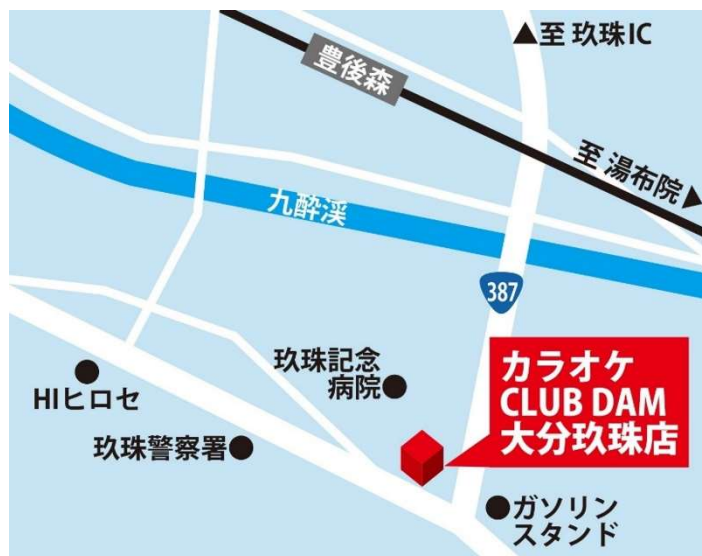 ▲至 玖珠IC
豊後森
至 湯布院▶
九酔渓
387
玖珠記念
病院
HIヒロセ
玖珠警察署
カラオケ
CLUB DAM
大分玖珠店
ガソリン
スタンド